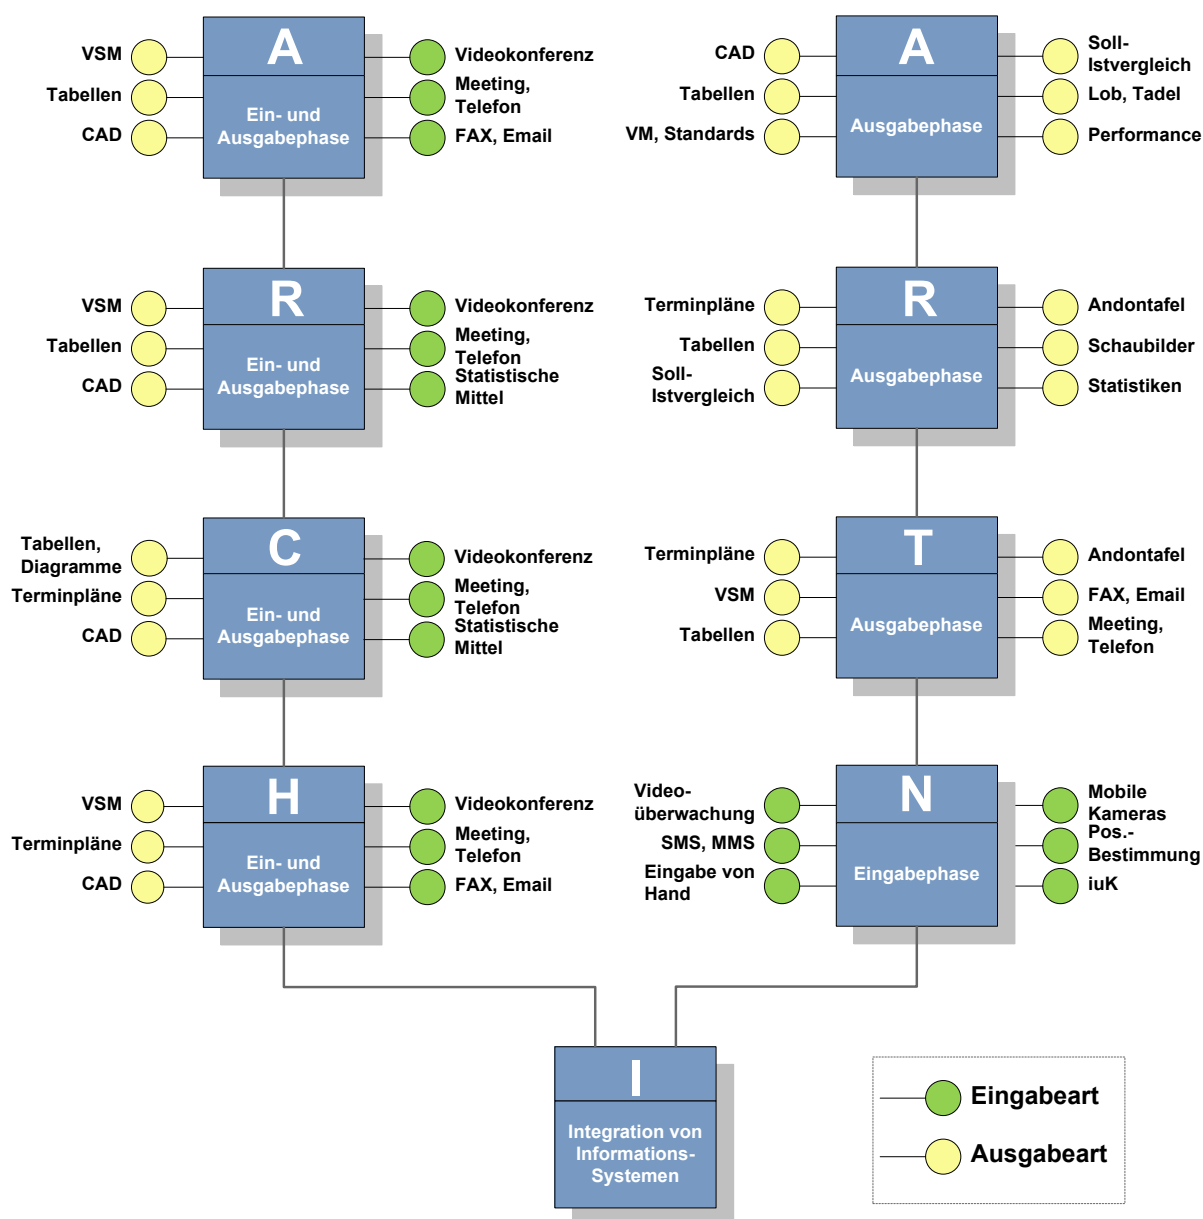 A
Ein- und
Ausgabephase
VSM
Tabellen
CAD
Videokonferenz
Meeting,
Telefon
FAX, Email
R
Ein- und
Ausgabephase
VSM
Tabellen
CAD
Videokonferenz
Meeting,
Telefon
Statistische
Mittel
C
Ein- und
Ausgabephase
Tabellen,
Diagramme
Terminpläne
CAD
Videokonferenz
Meeting,
Telefon
Statistische
Mittel
H
Ein- und
Ausgabephase
VSM
Terminpläne
CAD
Videokonferenz
Meeting,
Telefon
FAX, Email
A
Ausgabephase
CAD
Tabellen
VM, Standards
Soll-
Istvergleich
Lob, Tadel
Performance
R
Ausgabephase
Terminpläne
Tabellen
Soll-
Istvergleich
Andontafel
Schaubilder
Statistiken
T
Ausgabephase
Terminpläne
VSM
Tabellen
Andontafel
FAX, Email
Meeting,
Telefon
N
Eingabephase
Video-
überwachung
SMS, MMS
Eingabe von
Hand
Mobile
Kameras
Pos.-
Bestimmung
iuK
I
Integration von
Informations-
Systemen
Eingabeart
Ausgabeart